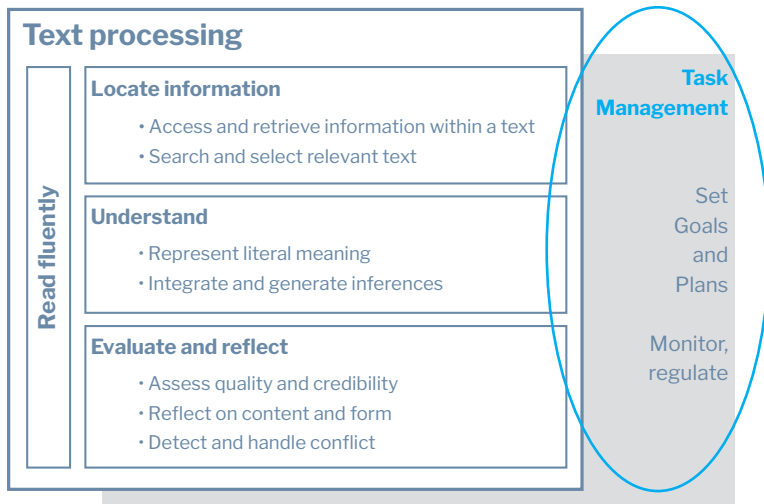 Text processing
Read fluently
Locate information
• Access and retrieve information within a text
• Search and select relevant text
Understand
• Represent literal meaning
• Integrate and generate inferences
Evaluate and reflect
• Assess quality and credibility
• Reflect on content and form
• Detect and handle conflict
Task
Management
Set
Goals
and
Plans
Monitor,
regulate